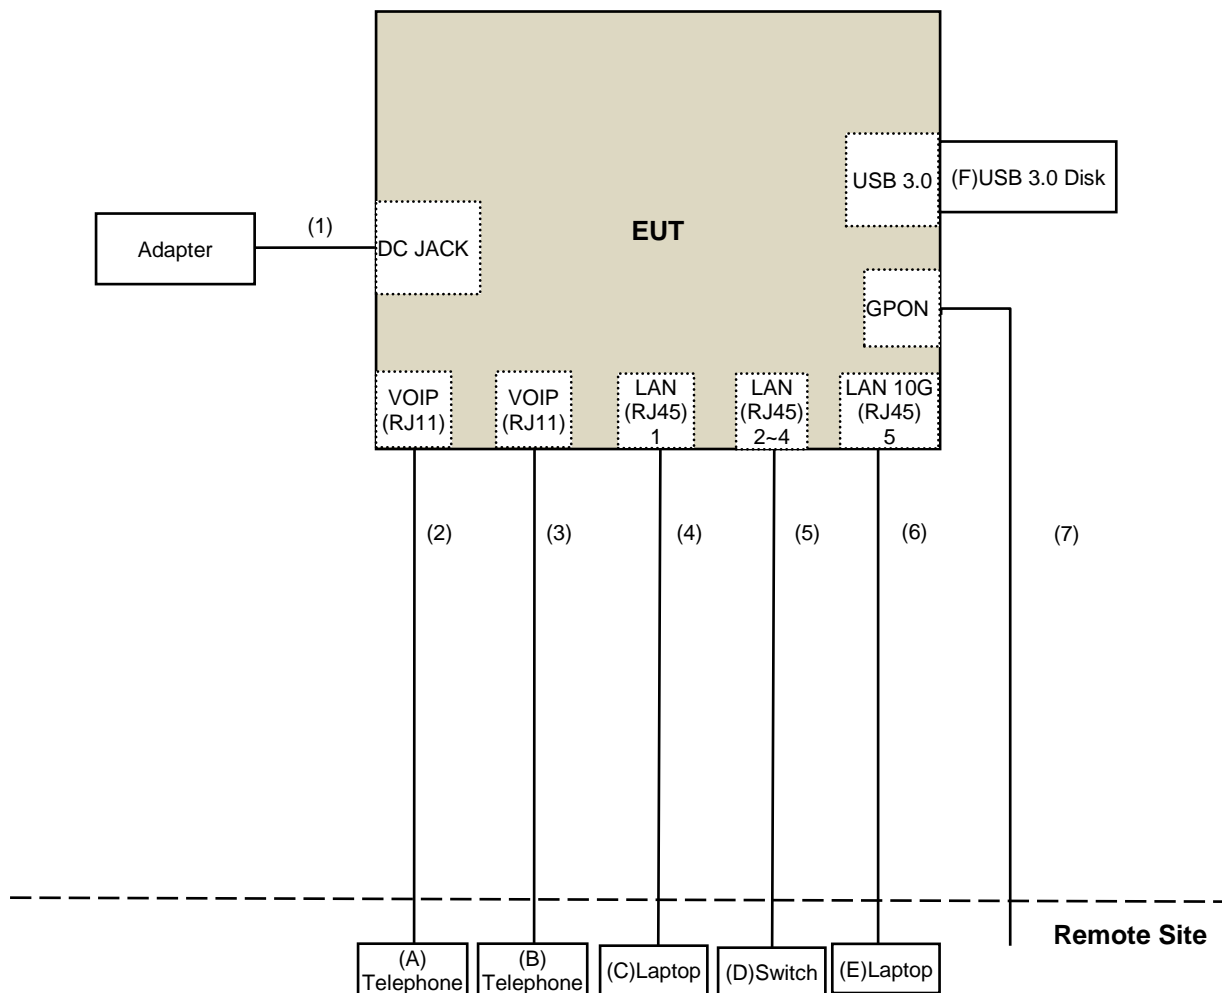 USB 3.0
(F)USB 3.0 Disk
(1)
EUT
Adapter
DC JACK
GPON
VOIP
(RJ11)
VOIP
(RJ11)
LAN
(RJ45)
1
LAN
(RJ45)
2~4
LAN 10G
(RJ45)
5
(2)
(3)
(4)
(5)
(6)
(7)
Remote Site
(A)
Telephone
(B)
Telephone
(C)Laptop
(D)Switch
(E)Laptop